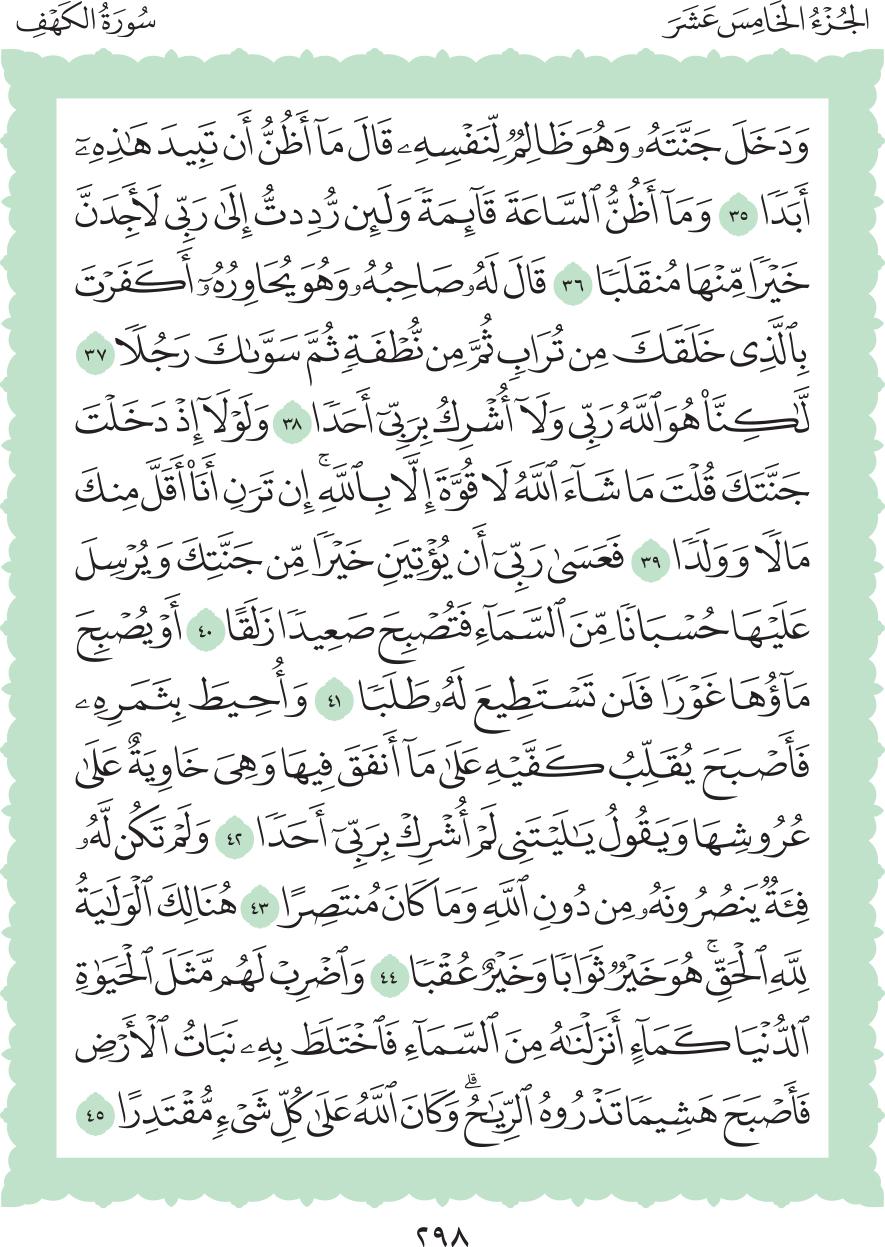 الجُزْءُ الخَامِسَ عَشَرَ
سُورَةُ الكَهْفِ
وَدَخَلَ جَنَّتَهُۥ وَهُوَ ظَالِمٌ لِّنَفْسِهِۦ قَالَ مَآ أَظُنُّ أَن تَبِيدَ هَٰذِهِۦٓ
أَبَدًا ٣٥ وَمَآ أَظُنُّ ٱلسَّاعَةَ قَآئِمَةً وَلَئِن رُّدِدتُّ إِلَىٰ رَبِّى لَأَجِدَنَّ
خَيْرًا مِّنْهَا مُنقَلَبًا ٣٦ قَالَ لَهُۥ صَاحِبُهُۥ وَهُوَ يُحَاوِرُهُۥٓ أَكَفَرْتَ
بِٱلَّذِى خَلَقَكَ مِن تُرَابٍ ثُمَّ مِن نُّطْفَةٍ ثُمَّ سَوَّىٰكَ رَجُلًا ٣٧
لَّٰكِنَّا۠ هُوَ ٱللَّهُ رَبِّى وَلَآ أُشْرِكُ بِرَبِّىٓ أَحَدًا ٣٨ وَلَوْلَآ إِذْ دَخَلْتَ
جَنَّتَكَ قُلْتَ مَا شَآءَ ٱللَّهُ لَا قُوَّةَ إِلَّا بِٱللَّهِۚ إِن تَرَنِ أَنَا۠ أَقَلَّ مِنكَ
مَالًا وَوَلَدًا ٣٩ فَعَسَىٰ رَبِّىٓ أَن يُؤْتِيَنِ خَيْرًا مِّن جَنَّتِكَ وَيُرْسِلَ
عَلَيْهَا حُسْبَانًا مِّنَ ٱلسَّمَآءِ فَتُصْبِحَ صَعِيدًا زَلَقًا ٤٠ أَوْ يُصْبِحَ
مَآؤُهَا غَوْرًا فَلَن تَسْتَطِيعَ لَهُۥ طَلَبًا ٤١ وَأُحِيطَ بِثَمَرِهِۦ
فَأَصْبَحَ يُقَلِّبُ كَفَّيْهِ عَلَىٰ مَآ أَنفَقَ فِيهَا وَهِىَ خَاوِيَةٌ عَلَىٰ
عُرُوشِهَا وَيَقُولُ يَٰلَيْتَنِى لَمْ أُشْرِكْ بِرَبِّىٓ أَحَدًا ٤٢ وَلَمْ تَكُن لَّهُۥ
فِئَةٌ يَنصُرُونَهُۥ مِن دُونِ ٱللَّهِ وَمَا كَانَ مُنتَصِرًا ٤٣ هُنَالِكَ ٱلْوَلَٰيَةُ
لِلَّهِ ٱلْحَقِّۚ هُوَ خَيْرٌ ثَوَابًا وَخَيْرٌ عُقْبًا ٤٤ وَٱضْرِبْ لَهُم مَّثَلَ ٱلْحَيَوٰةِ
ٱلدُّنْيَا كَمَآءٍ أَنزَلْنَٰهُ مِنَ ٱلسَّمَآءِ فَٱخْتَلَطَ بِهِۦ نَبَاتُ ٱلْأَرْضِ
فَأَصْبَحَ هَشِيمًا تَذْرُوهُ ٱلرِّيَٰحُۗ وَكَانَ ٱللَّهُ عَلَىٰ كُلِّ شَىْءٍ مُّقْتَدِرًا ٤٥
٢٩٨